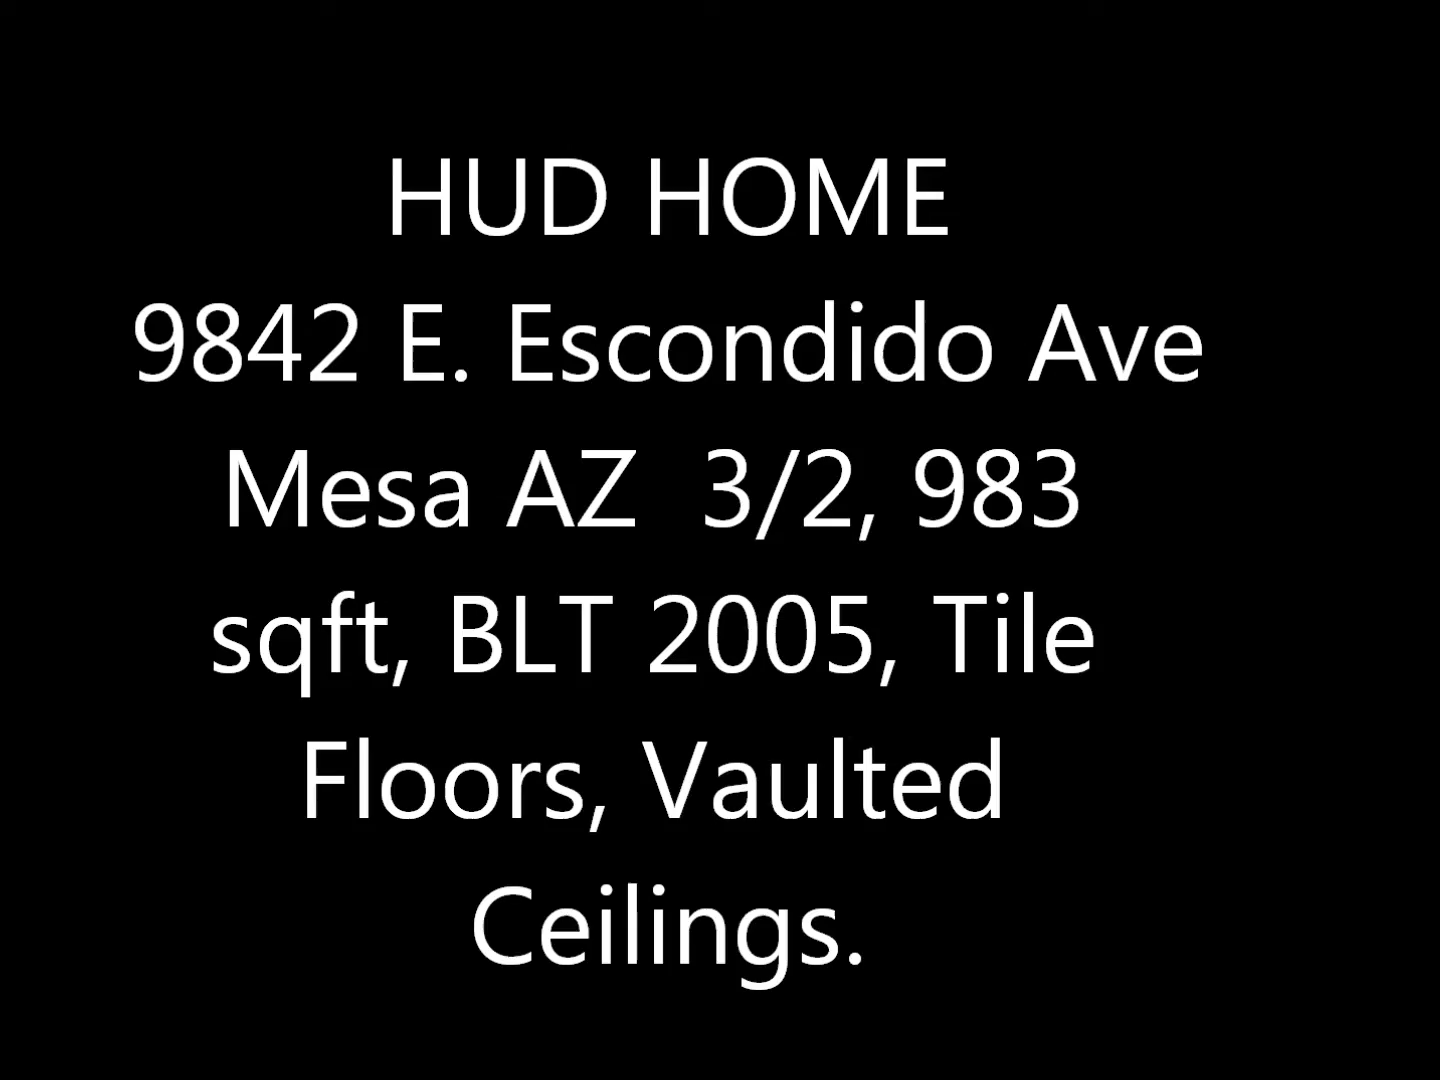 HUD HOME
9842 E. Escondido Ave
Mesa AZ  3/2, 983
sqft, BLT 2005, Tile
Floors, Vaulted
Ceilings.